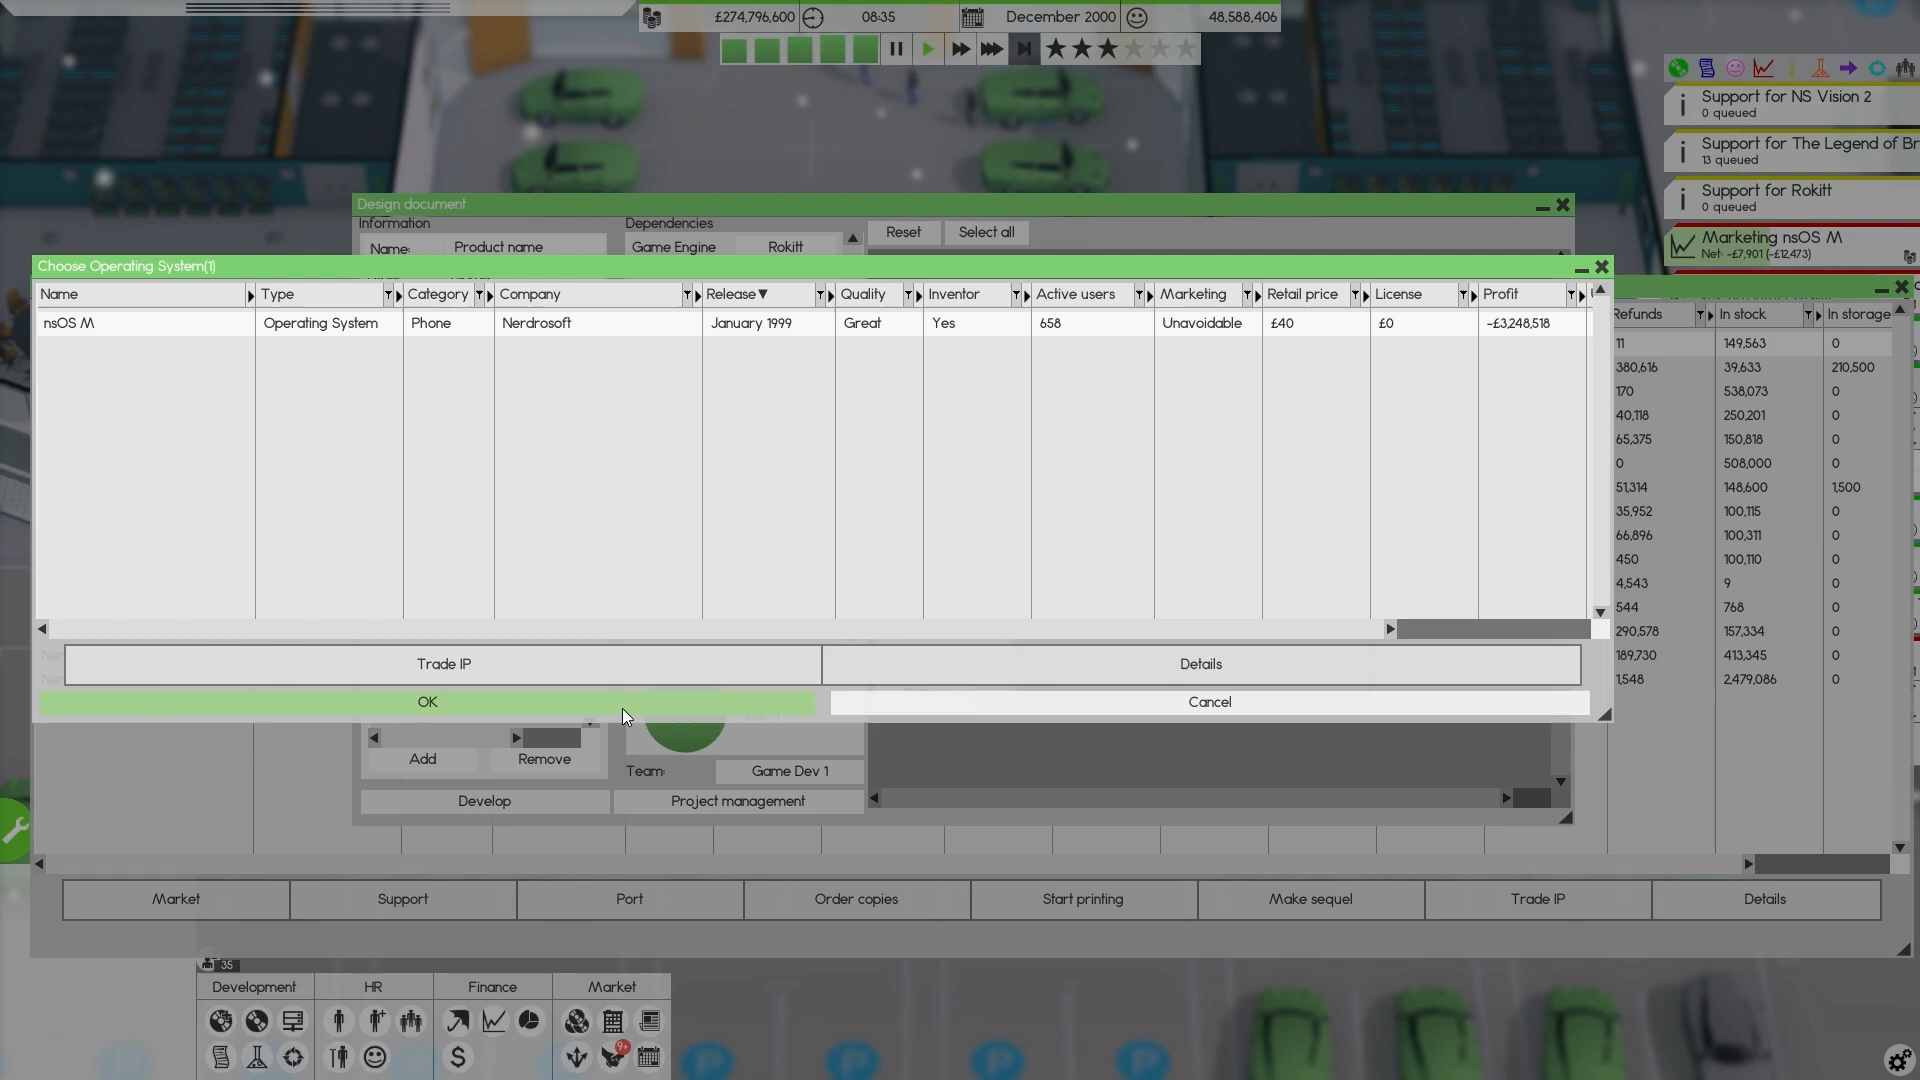 £274,796,600
08:35
December 2000
48,588,406
Support for NS Vision 2
0 queued
Support for The Legend of Br
13 queued
Support for Rokitt
0 queued
Marketing nsOS M
Net: -£7,901 (-£12,473)
Design document
Information
Name:
Product name
Dependencies
Game Engine
Rokitt
Reset
Select all
Choose Operating System(1)
Name
Type
Category
Company
Release▼
Quality
Inventor
Active users
Marketing
Retail price
License
Profit
nsOS M
Operating System
Phone
Nerdrosoft
January 1999
Great
Yes
658
Unavoidable
£40
£0
-£3,248,518
Trade IP
Details
OK
Cancel
Refunds
In stock
In storage
11
149,563
0
380,616
39,633
210,500
170
538,073
0
40,118
250,201
0
65,375
150,818
0
0
508,000
0
51,314
148,600
1,500
35,952
100,115
0
66,896
100,311
0
450
100,110
0
4,543
9
0
544
768
0
290,578
157,334
0
189,730
413,345
0
1,548
2,479,086
0
Add
Remove
Team:
Game Dev 1
Develop
Project management
Market
Support
Port
Order copies
Start printing
Make sequel
Trade IP
Details
35
Development
HR
Finance
Market
9+